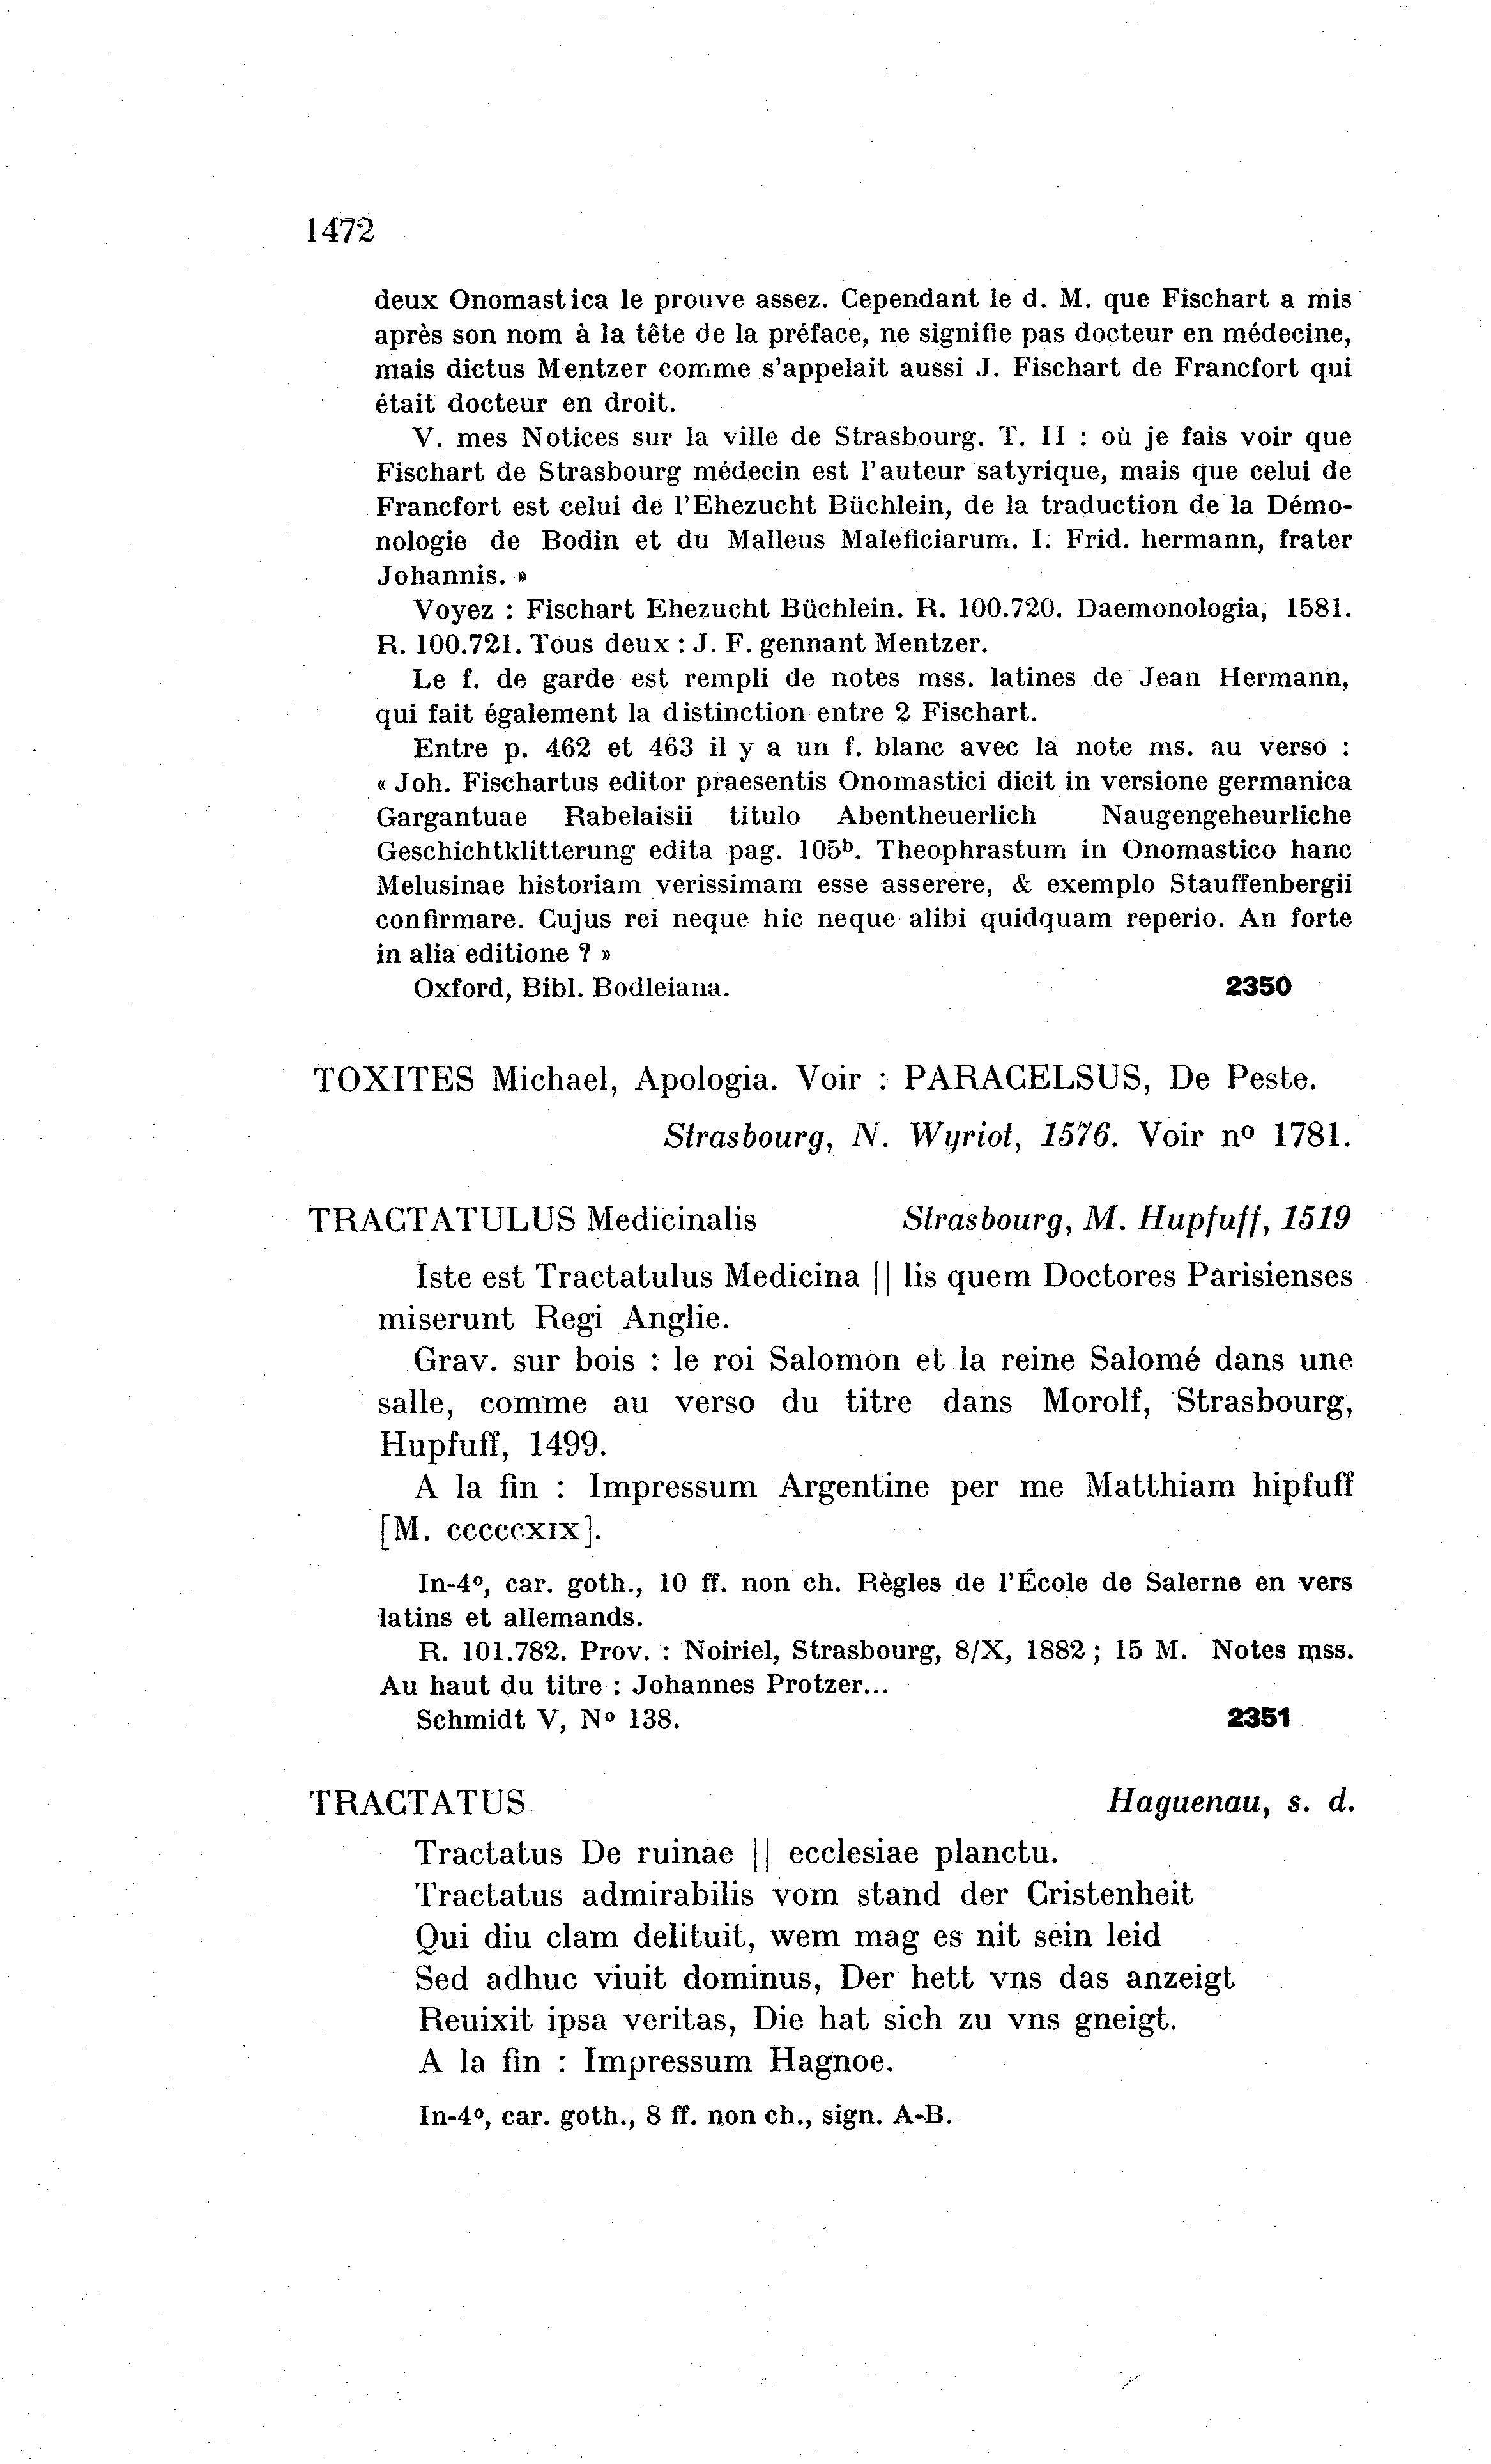 1472
deux Onomastica le prouve assez. Cependant le d. M. que Fischart a mis
après son nom à la tête de la préface, ne signifie pas docteur en médecine,
mais dictus Mentzer comme s'appelait aussi J. Fischart de Francfort qui
était docteur en droit.
V. mes Notices sur la ville de Strasbourg. T. II : où je fais voir que
Fischart de Strasbourg médecin est l'auteur satyrique, mais que celui de
Francfort est celui de l'Ehezucht Büchlein, de la traduction de la Démo-
nologie de Bodin et du Malleus Maleficiarum. I. Frid. hermann, frater
Johannis. »
Voyez : Fischart Ehezucht Büchlein. R. 100.720. Daemonologia, 1581.
R. 100.721. Tous deux : J. F. gennant Mentzer.
Le f. de garde est rempli de notes mss. latines de Jean Hermann,
qui fait également la distinction entre 2 Fischart.
Entre p. 462 et 463 il y a un f. blanc avec la note ms. au verso :
« Joh. Fischartus editor praesentis Onomastici dicit in versione germanica
Gargantuae Rabelaisii titulo Abentheuerlich Naugengeheurliche
Geschichtklitterung edita pag. 105ᵇ. Theophrastum in Onomastico hanc
Melusinae historiam verissimam esse asserere, & exemplo Stauffenbergii
confirmare. Cujus rei neque hic neque alibi quidquam reperio. An forte
in alia editione ? »
Oxford, Bibl. Bodleiana. 2350
TOXITES Michael, Apologia. Voir : PARACELSUS, De Peste.
Strasbourg, N. Wyriot, 1576. Voir nº 1781.
TRACTATULUS Medicinalis Strasbourg, M. Hupfuff, 1519
Iste est Tractatulus Medicina || lis quem Doctores Parisienses
miserunt Regi Anglie.
Grav. sur bois : le roi Salomon et la reine Salomé dans une
salle, comme au verso du titre dans Morolf, Strasbourg,
Hupfuff, 1499.
A la fin : Impressum Argentine per me Matthiam hipfuff
[M. cccccxix].
In-4º, car. goth., 10 ff. non ch. Règles de l'École de Salerne en vers
latins et allemands.
R. 101.782. Prov. : Noiriel, Strasbourg, 8/X, 1882 ; 15 M. Notes mss.
Au haut du titre : Johannes Protzer...
Schmidt V, Nº 138. 2351
TRACTATUS Haguenau, s. d.
Tractatus De ruinae || ecclesiae planctu.
Tractatus admirabilis vom stand der Cristenheit
Qui diu clam delituit, wem mag es nit sein leid
Sed adhuc viuit dominus, Der hett vns das anzeigt
Reuixit ipsa veritas, Die hat sich zu vns gneigt.
A la fin : Impressum Hagnoe.
In-4º, car. goth., 8 ff. non ch., sign. A-B.